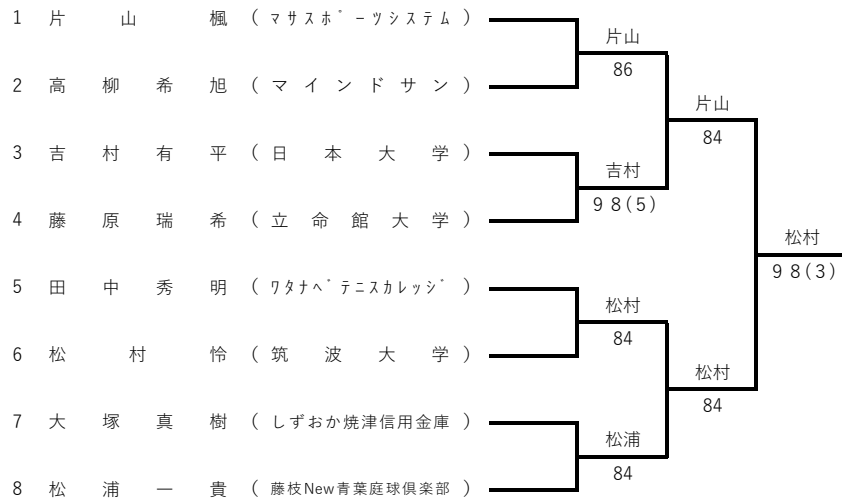 1 片山楓 (マサスポーツシステム)
2 高柳希旭 (マインドサン)
3 吉村有平 (日本大学)
4 藤原瑞希 (立命館大学)
5 田中秀明 (ワタナベテニスカレッジ)
6 松村怜 (筑波大学)
7 大塚真樹 (しずおか焼津信用金庫)
8 松浦一貴 (藤枝New青葉庭球倶楽部)
片山
86
吉村
98(5)
松村
84
松浦
84
片山
84
松村
84
松村
98(3)